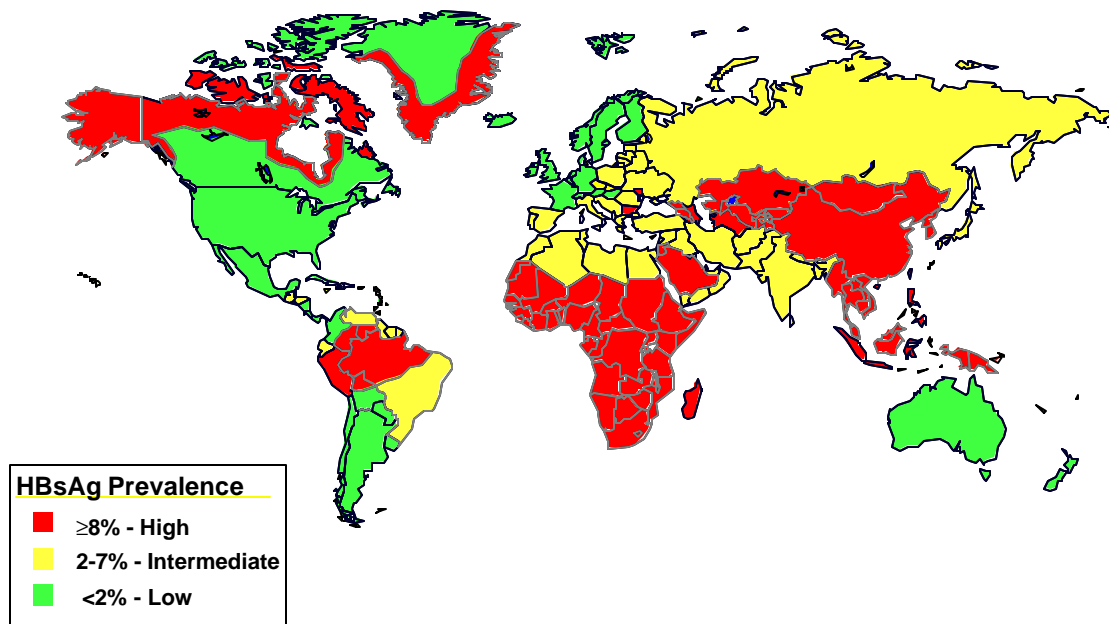 HBsAg Prevalence
≥8% - High
2-7% - Intermediate
<2% - Low